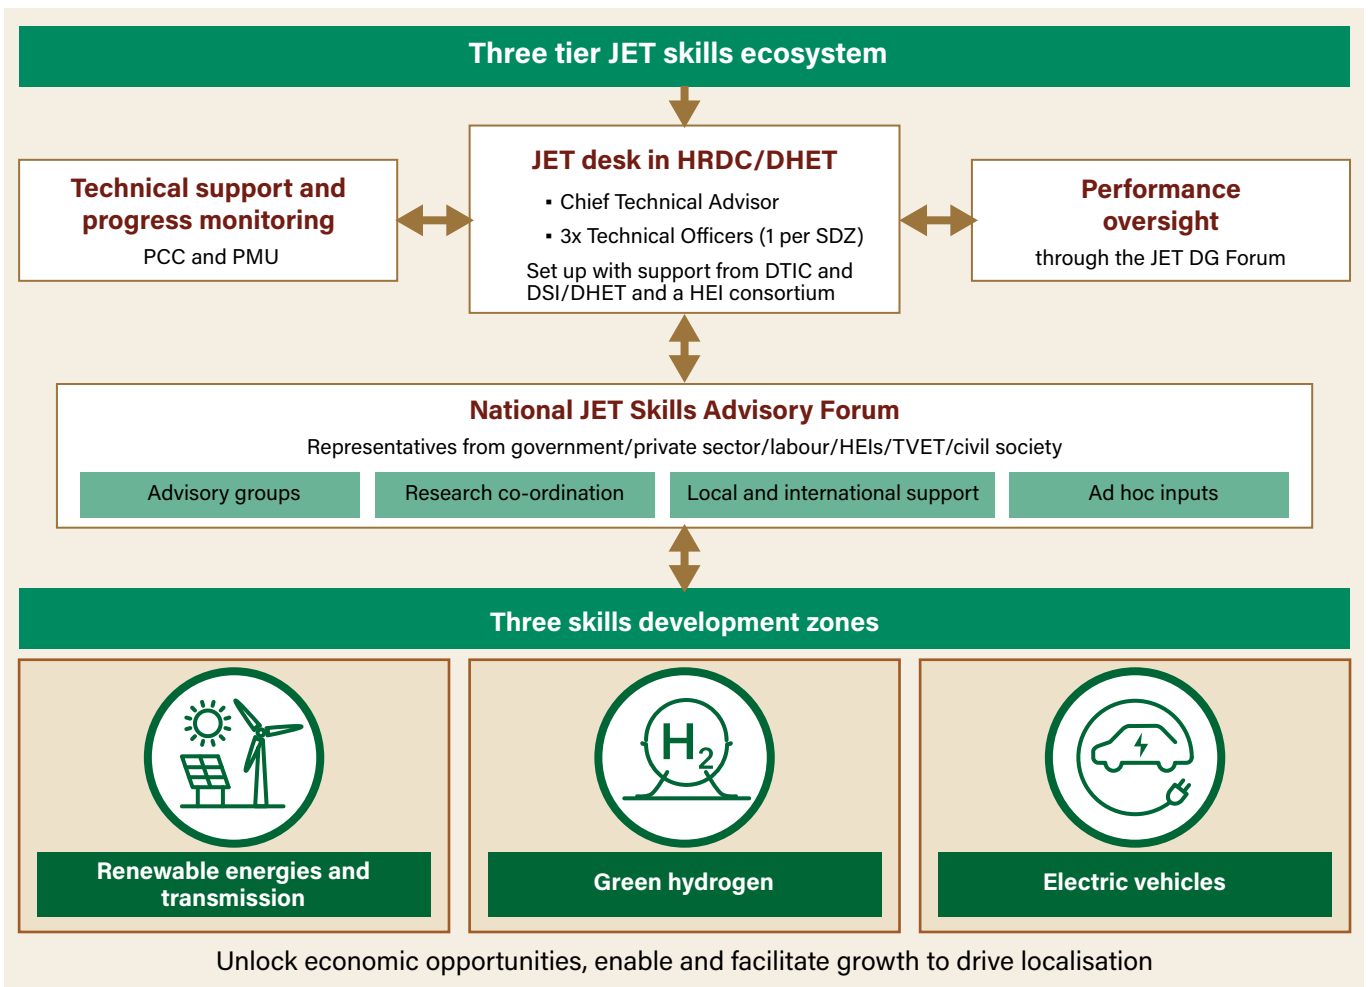 Three tier JET skills ecosystem
Technical support and
progress monitoring
PCC and PMU
JET desk in HRDC/DHET
▪ Chief Technical Advisor
▪ 3x Technical Officers (1 per SDZ)
Set up with support from DTIC and
DSI/DHET and a HEI consortium
Performance
oversight
through the JET DG Forum
National JET Skills Advisory Forum
Representatives from government/private sector/labour/HEIs/TVET/civil society
Advisory groups
Research co-ordination
Local and international support
Ad hoc inputs
Three skills development zones
Renewable energies and
transmission
H2
Green hydrogen
Electric vehicles
Unlock economic opportunities, enable and facilitate growth to drive localisation